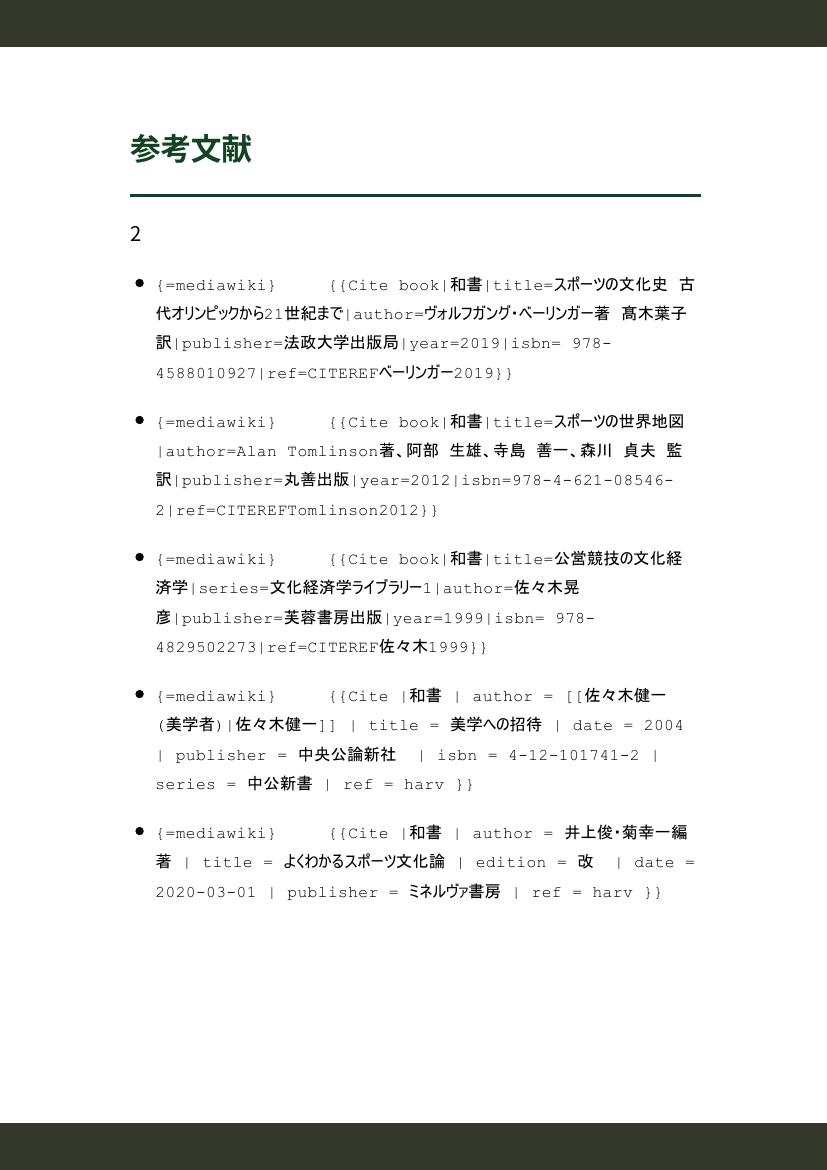 参考文献
2
{=mediawiki} {{Cite book|和書|title=スポーツの文化史 古
代オリンピックから21世紀まで|author=ヴォルフガング・ベーリンガー著 髙木葉子
訳|publisher=法政大学出版局|year=2019|isbn= 978-
4588010927|ref=CITEREFベーリンガー2019}}
{=mediawiki} {{Cite book|和書|title=スポーツの世界地図
|author=Alan Tomlinson著、阿部 生雄、寺島 善一、森川 貞夫 監
訳|publisher=丸善出版|year=2012|isbn=978-4-621-08546-
2|ref=CITEREFTomlinson2012}}
{=mediawiki} {{Cite book|和書|title=公営競技の文化経
済学|series=文化経済学ライブラリー1|author=佐々木晃
彦|publisher=芙蓉書房出版|year=1999|isbn= 978-
4829502273|ref=CITEREF佐々木1999}}
{=mediawiki} {{Cite |和書 | author = [[佐々木健一
(美学者)|佐々木健一]] | title = 美学への招待 | date = 2004
| publisher = 中央公論新社 | isbn = 4-12-101741-2 |
series = 中公新書 | ref = harv }}
{=mediawiki} {{Cite |和書 | author = 井上俊・菊幸一編
著 | title = よくわかるスポーツ文化論 | edition = 改 | date =
2020-03-01 | publisher = ミネルヴァ書房 | ref = harv }}